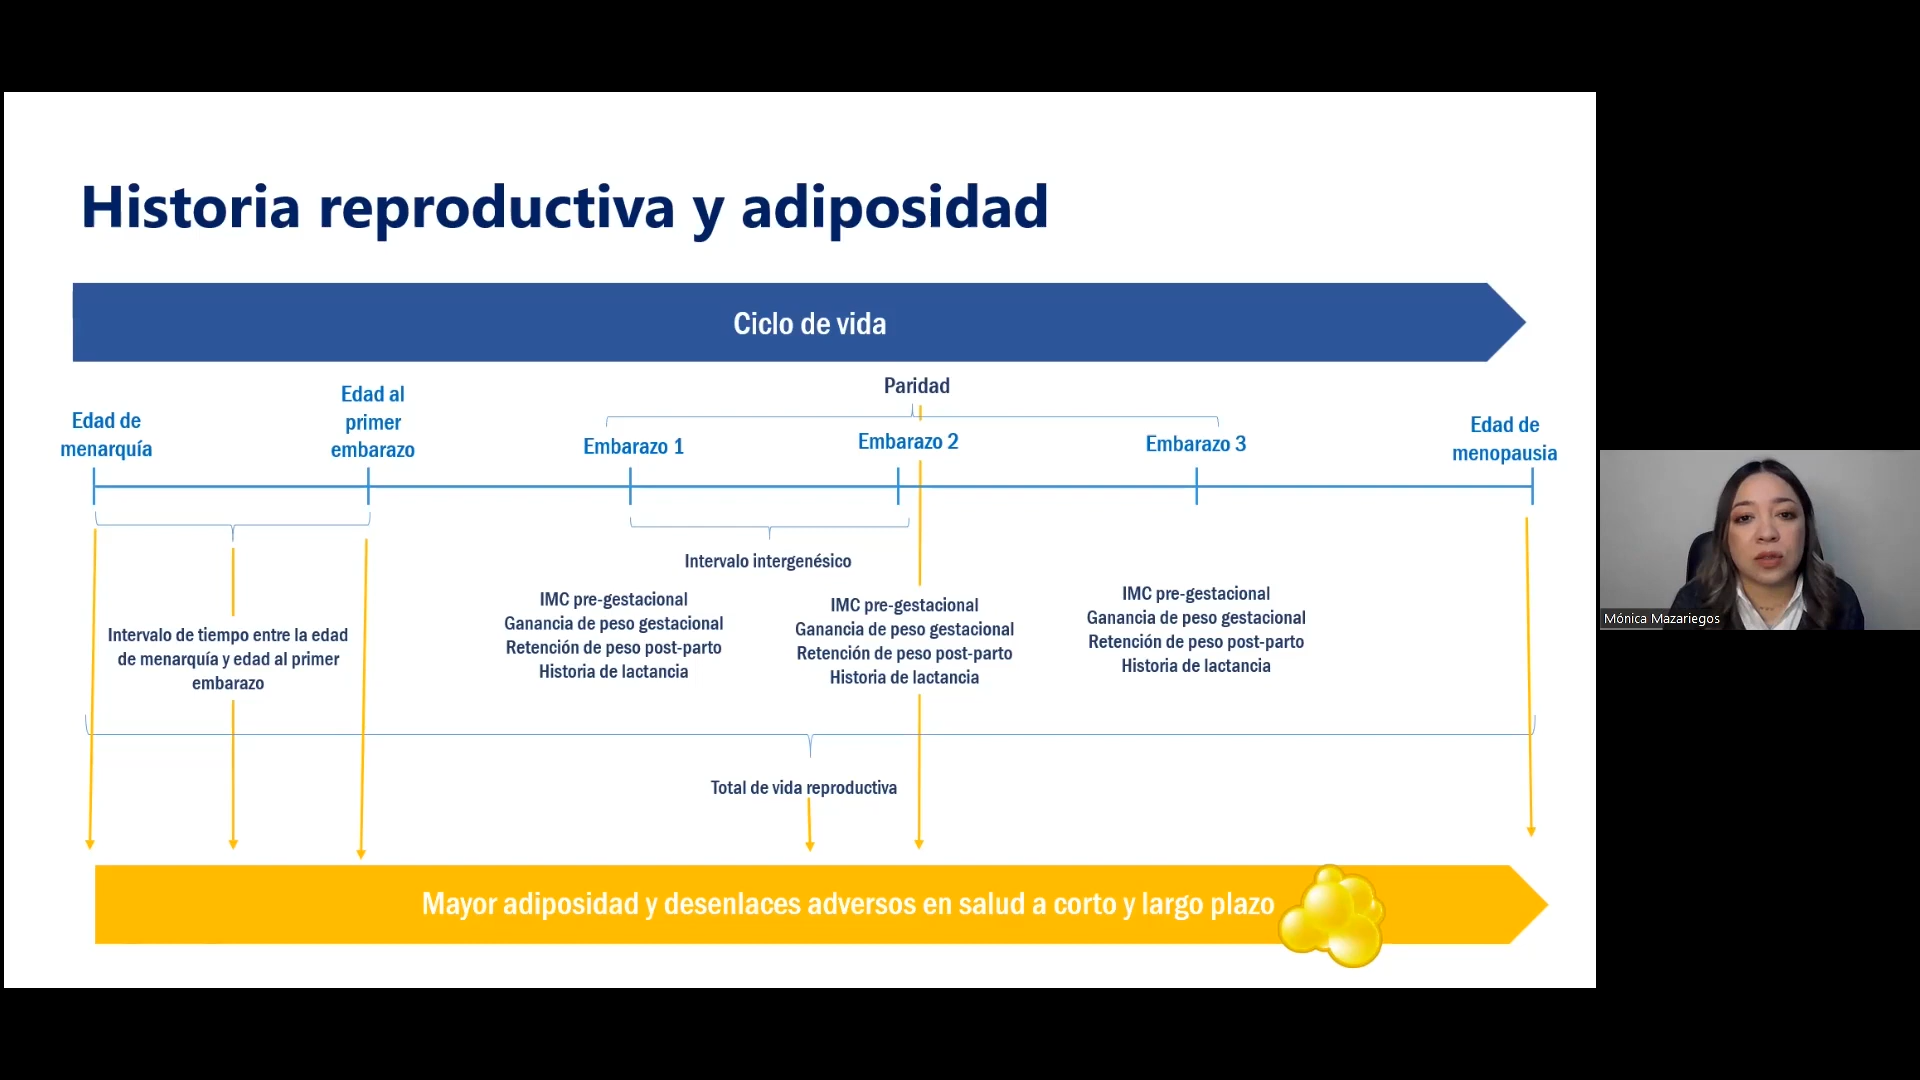 Historia reproductiva y adiposidad
Ciclo de vida
Paridad
Edad de
menarquía
Edad al
primer
embarazo
Embarazo 1
Embarazo 2
Embarazo 3
Edad de
menopausia
Intervalo intergenésico
Intervalo de tiempo entre la edad
de menarquía y edad al primer
embarazo
IMC pre-gestacional
Ganancia de peso gestacional
Retención de peso post-parto
Historia de lactancia
IMC pre-gestacional
Ganancia de peso gestacional
Retención de peso post-parto
Historia de lactancia
IMC pre-gestacional
Ganancia de peso gestacional
Retención de peso post-parto
Historia de lactancia
Total de vida reproductiva
Mayor adiposidad y desenlaces adversos en salud a corto y largo plazo
Mónica Mazariegos